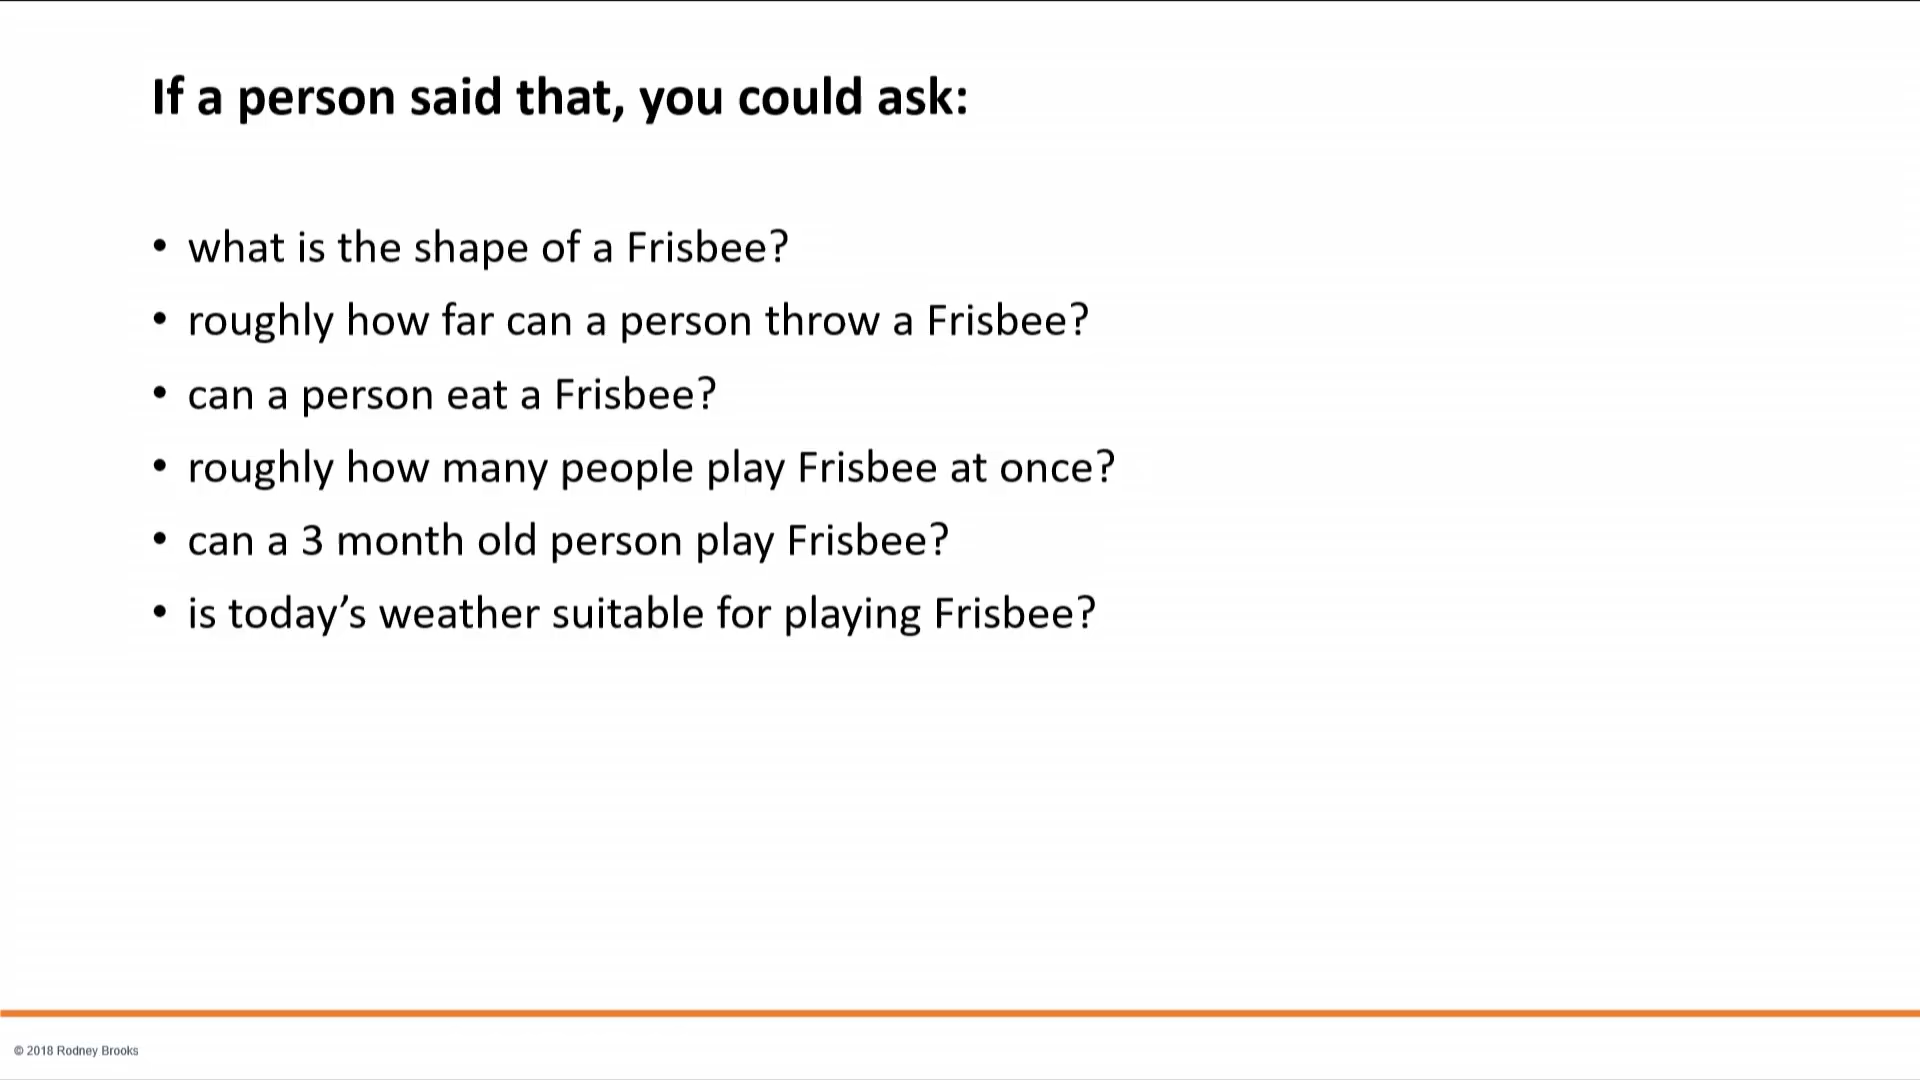 If a person said that, you could ask:
• what is the shape of a Frisbee?
• roughly how far can a person throw a Frisbee?
• can a person eat a Frisbee?
• roughly how many people play Frisbee at once?
• can a 3 month old person play Frisbee?
• is today’s weather suitable for playing Frisbee?
© 2018 Rodney Brooks